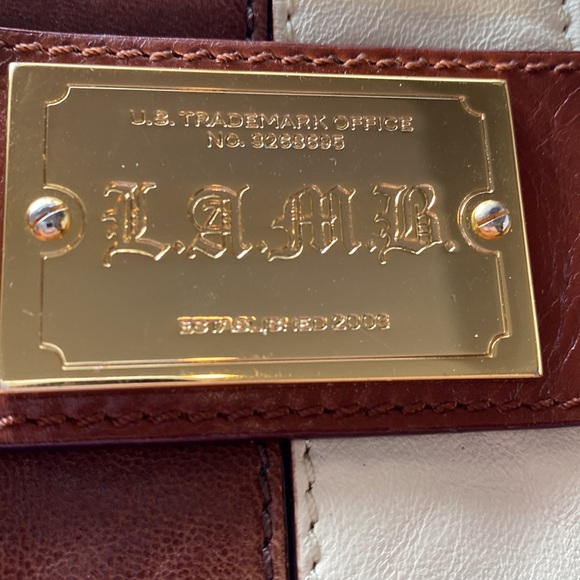 U.S. TRADEMARK OFFICE
No. 3268695
L.A.M.B.
ESTABLISHED 2003